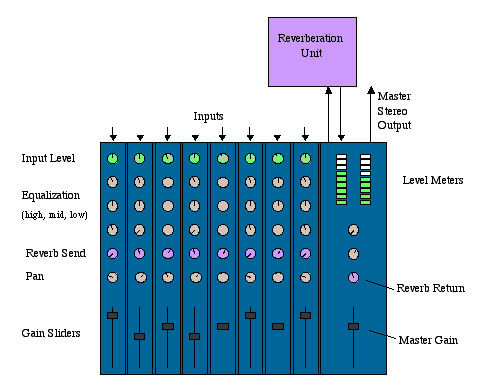 Reverberation
Unit
Master
Stereo
Output
Inputs
Input Level
Level Meters
Equalization
(high, mid, low)
Reverb Send
Pan
Reverb Return
Gain Sliders
Master Gain